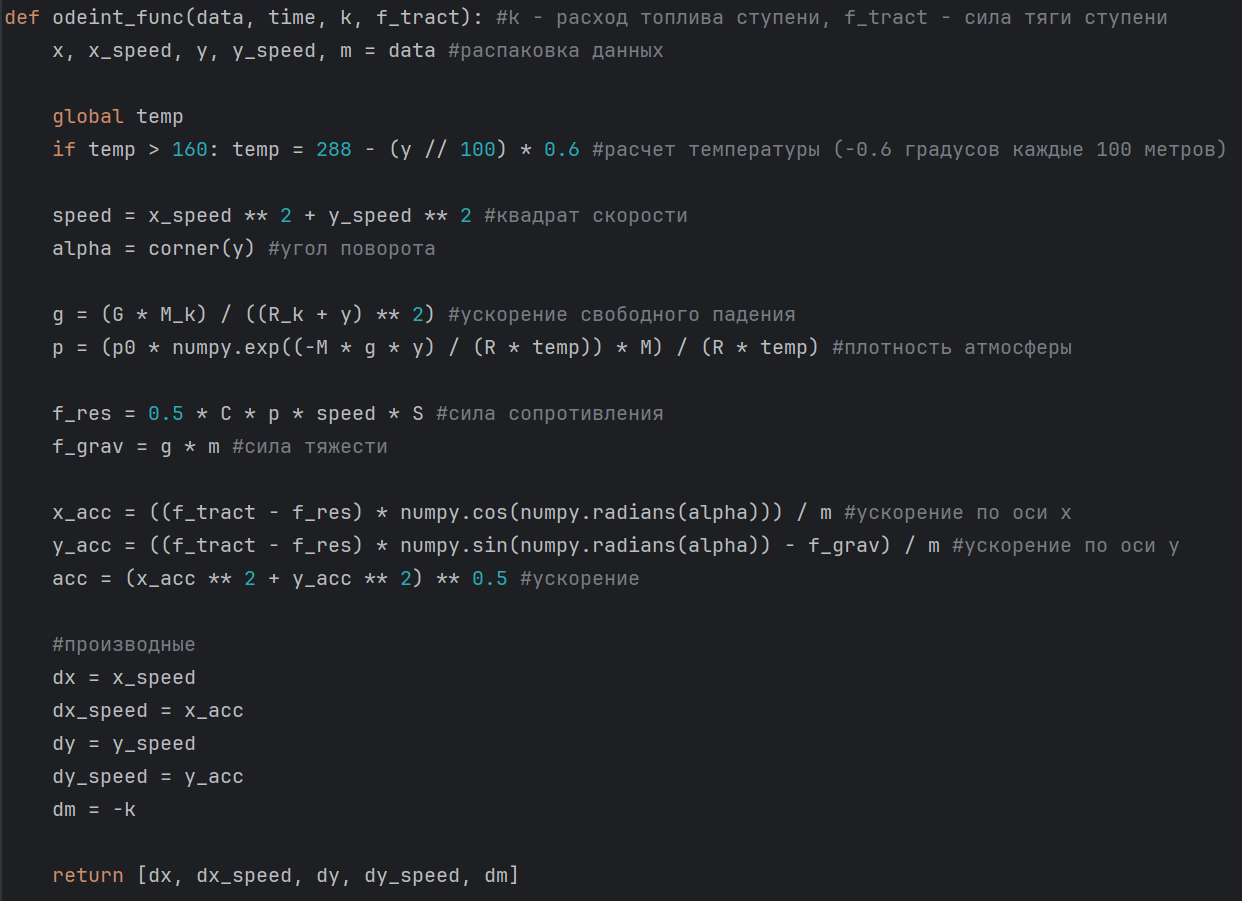 def odeint_func(data, time, k, f_tract): #k - расход топлива ступени, f_tract - сила тяги ступени
x, x_speed, y, y_speed, m = data #распаковка данных
global temp
if temp > 160: temp = 288 - (y // 100) * 0.6 #расчет температуры (-0.6 градусов каждые 100 метров)
speed = x_speed ** 2 + y_speed ** 2 #квадрат скорости
alpha = corner(y) #угол поворота
g = (G * M_k) / ((R_k + y) ** 2) #ускорение свободного падения
p = (p0 * numpy.exp((-M * g * y) / (R * temp)) * M) / (R * temp) #плотность атмосферы
f_res = 0.5 * C * p * speed * S #сила сопротивления
f_grav = g * m #сила тяжести
x_acc = ((f_tract - f_res) * numpy.cos(numpy.radians(alpha))) / m #ускорение по оси x
y_acc = ((f_tract - f_res) * numpy.sin(numpy.radians(alpha)) - f_grav) / m #ускорение по оси y
acc = (x_acc ** 2 + y_acc ** 2) ** 0.5 #ускорение
#производные
dx = x_speed
dx_speed = x_acc
dy = y_speed
dy_speed = y_acc
dm = -k
return [dx, dx_speed, dy, dy_speed, dm]